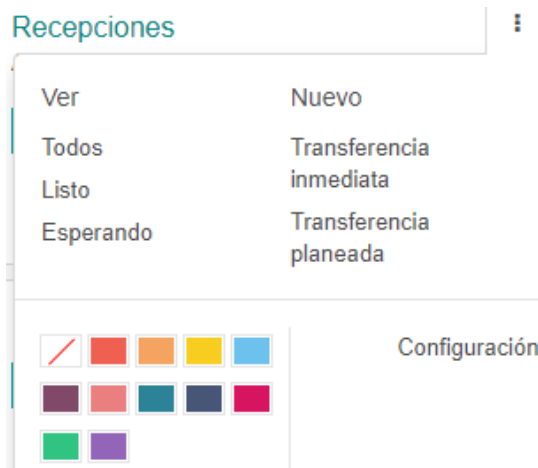 Recepciones
Ver
Nuevo
Todos
Listo
Esperando
Transferencia
inmediata
Transferencia
planeada
Configuración